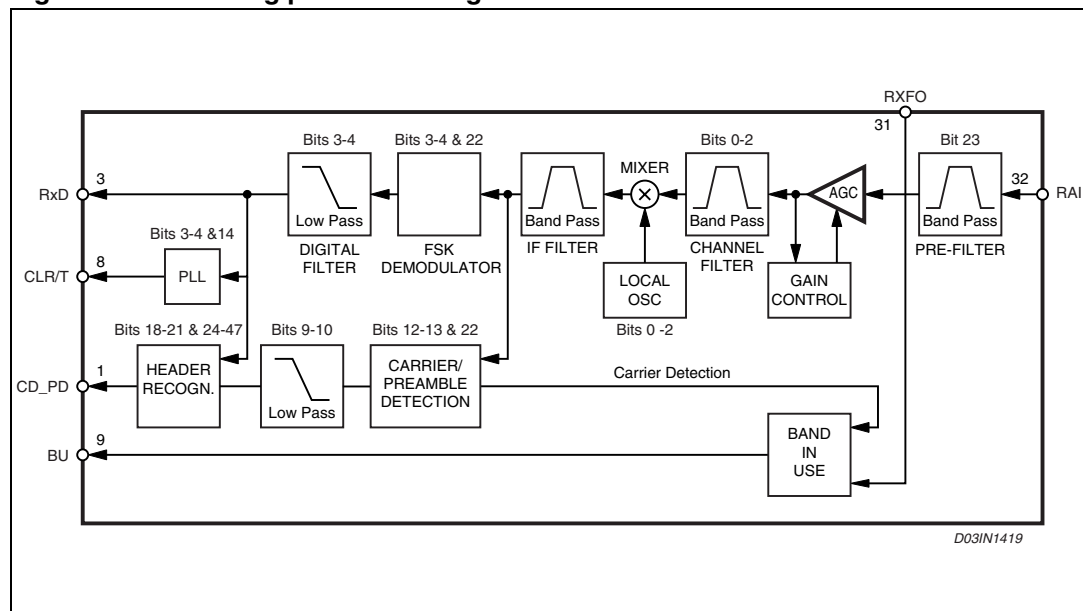 RXFO
31
Bits 3-4
Bits 3-4 & 22
MIXER
Bits 0-2
Bit 23
RxD
3
Low Pass
DIGITAL
FILTER
FSK
DEMODULATOR
Band Pass
IF FILTER
Band Pass
CHANNEL
FILTER
AGC
Band Pass
PRE-FILTER
32
RAI
Bits 3-4 &14
CLR/T
8
PLL
LOCAL
OSC
Bits 0 -2
GAIN
CONTROL
Bits 18-21 & 24-47
Bits 9-10
Bits 12-13 & 22
CD_PD
1
HEADER
RECOGN.
Low Pass
CARRIER/
PREAMBLE
DETECTION
Carrier Detection
BU
9
BAND
IN
USE
D03IN1419